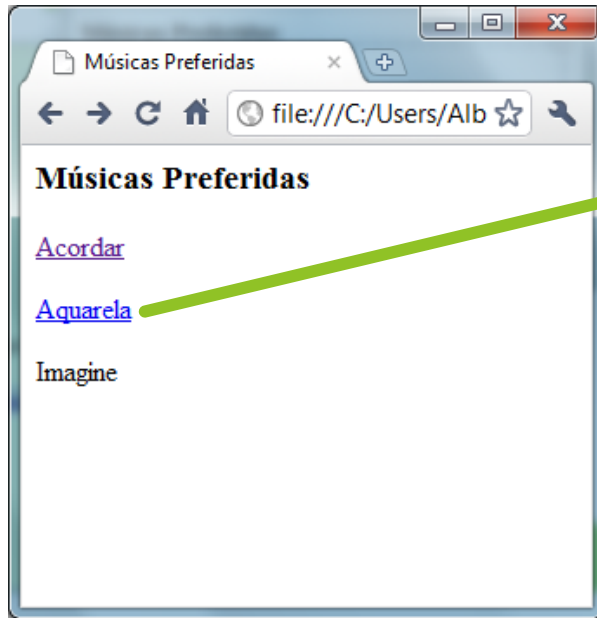 Músicas Preferidas
file:///C:/Users/Alb
Músicas Preferidas
Acordar
Aquarela
Imagine